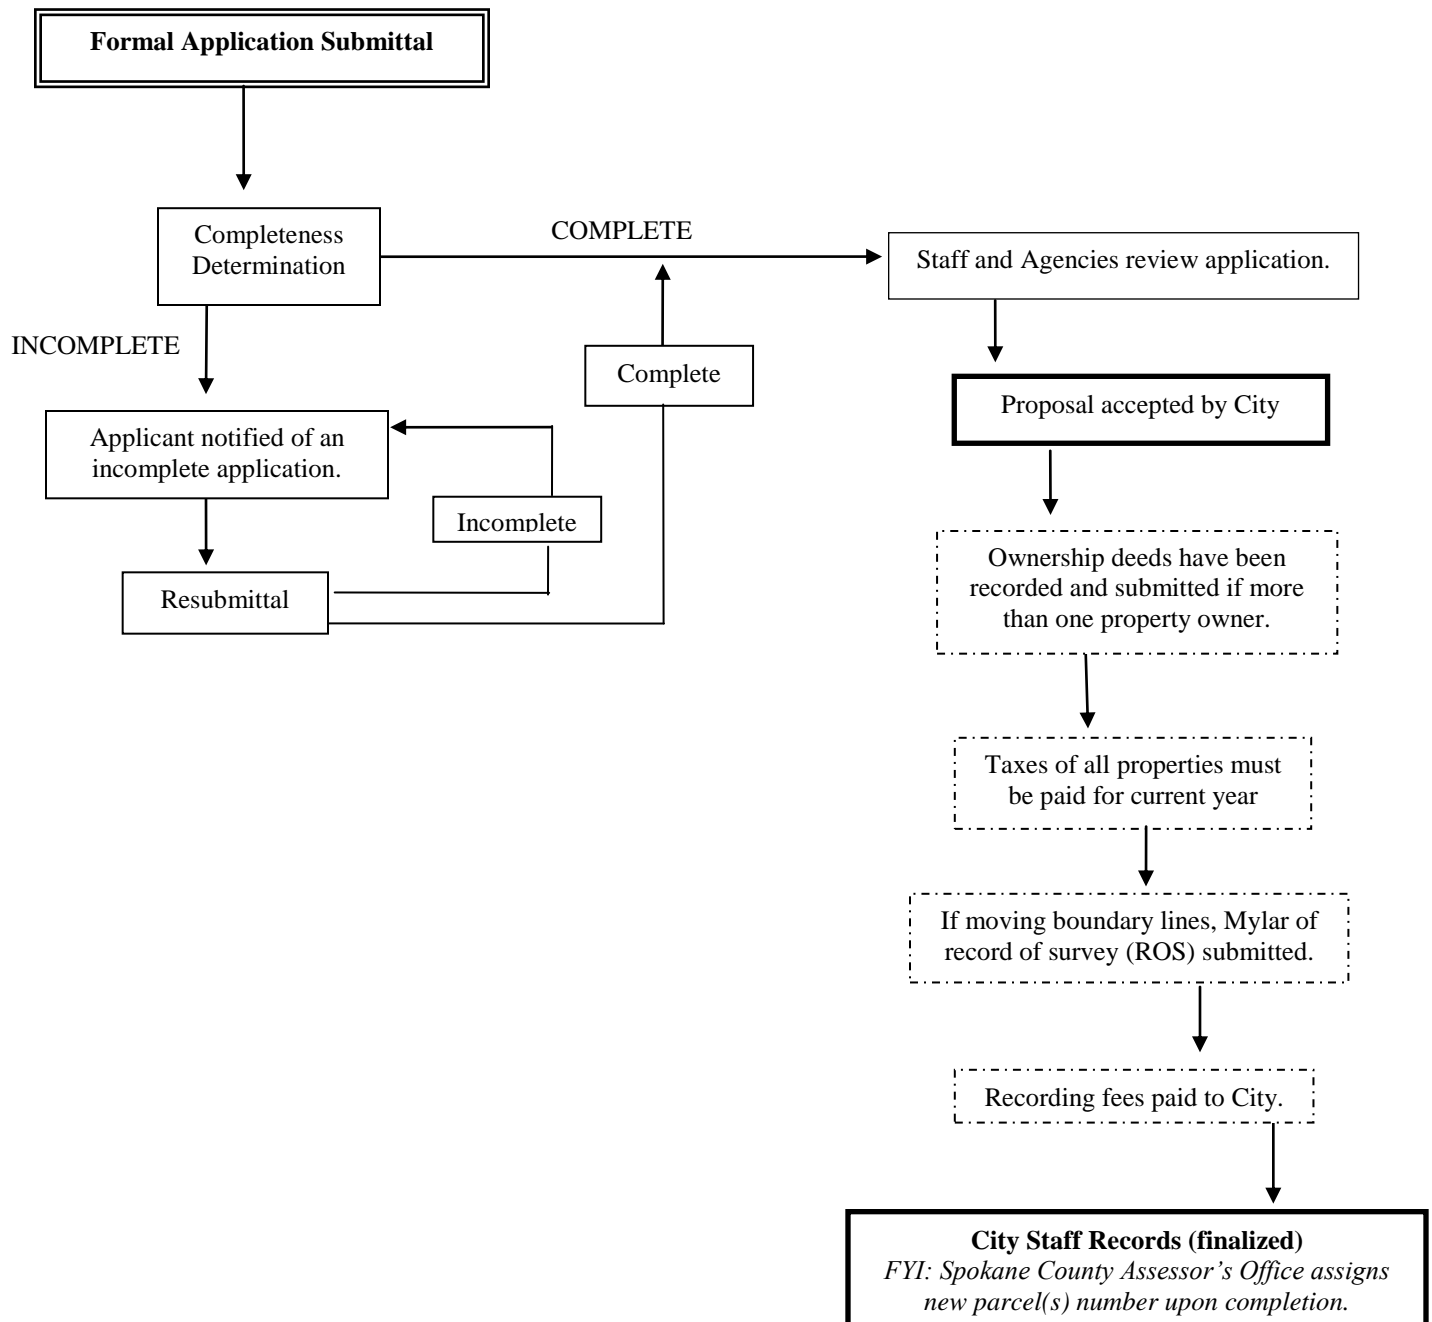 Formal Application Submittal
Completeness
Determination
COMPLETE
Staff and Agencies review application.
INCOMPLETE
Complete
Proposal accepted by City
Applicant notified of an
incomplete application.
Incomplete
Resubmittal
Ownership deeds have been
recorded and submitted if more
than one property owner.
Taxes of all properties must
be paid for current year
If moving boundary lines, Mylar of
record of survey (ROS) submitted.
Recording fees paid to City.
City Staff Records (finalized)
FYI: Spokane County Assessor’s Office assigns
new parcel(s) number upon completion.